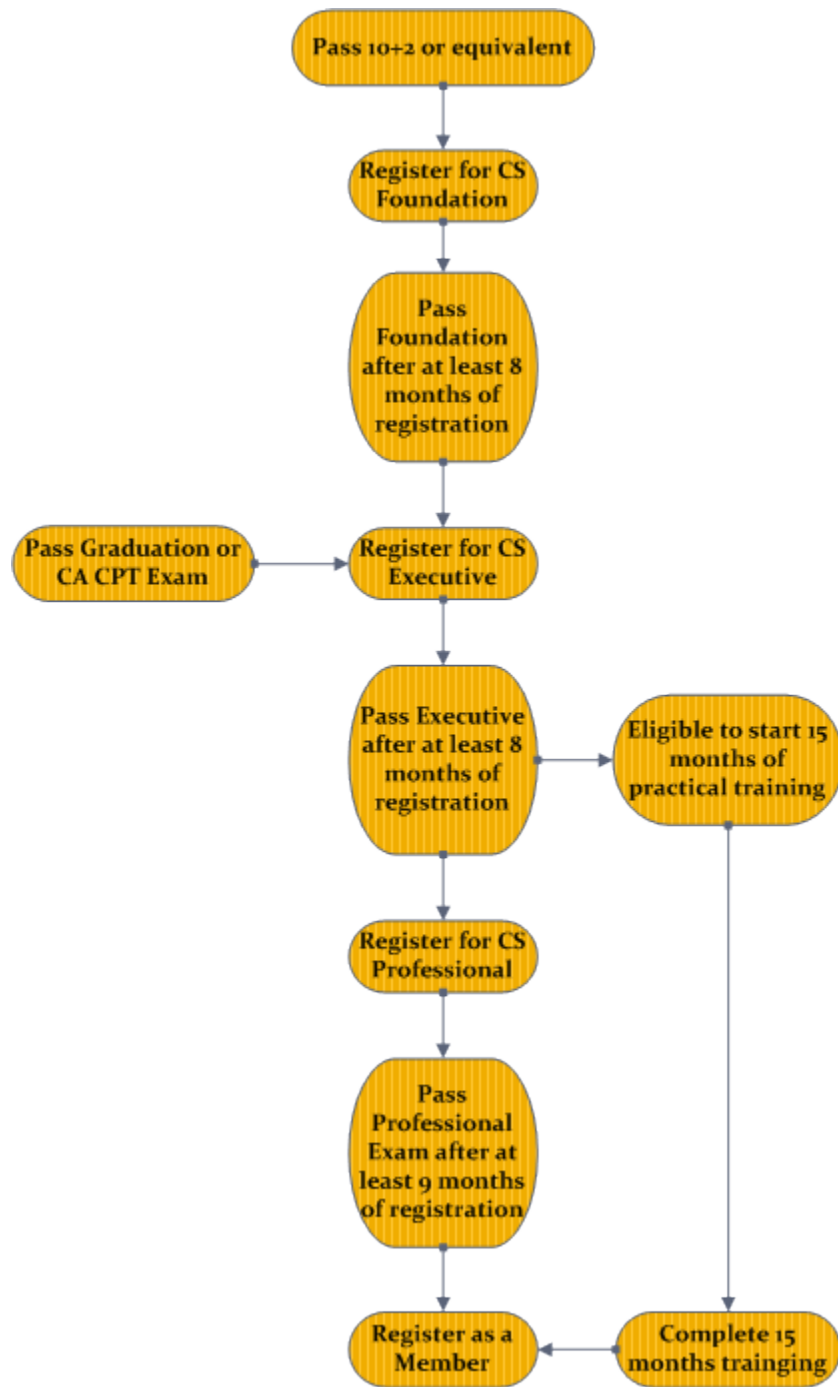 Pass 10+2 or equivalent
Register for CS
Foundation
Pass
Foundation
after at least 8
months of
registration
Pass Graduation or
CA CPT Exam
Register for CS
Executive
Pass Executive
after at least 8
months of
registration
Eligible to start 15
months of
practical training
Register for CS
Professional
Pass
Professional
Exam after at
least 9 months
of registration
Register as a
Member
Complete 15
months trainging